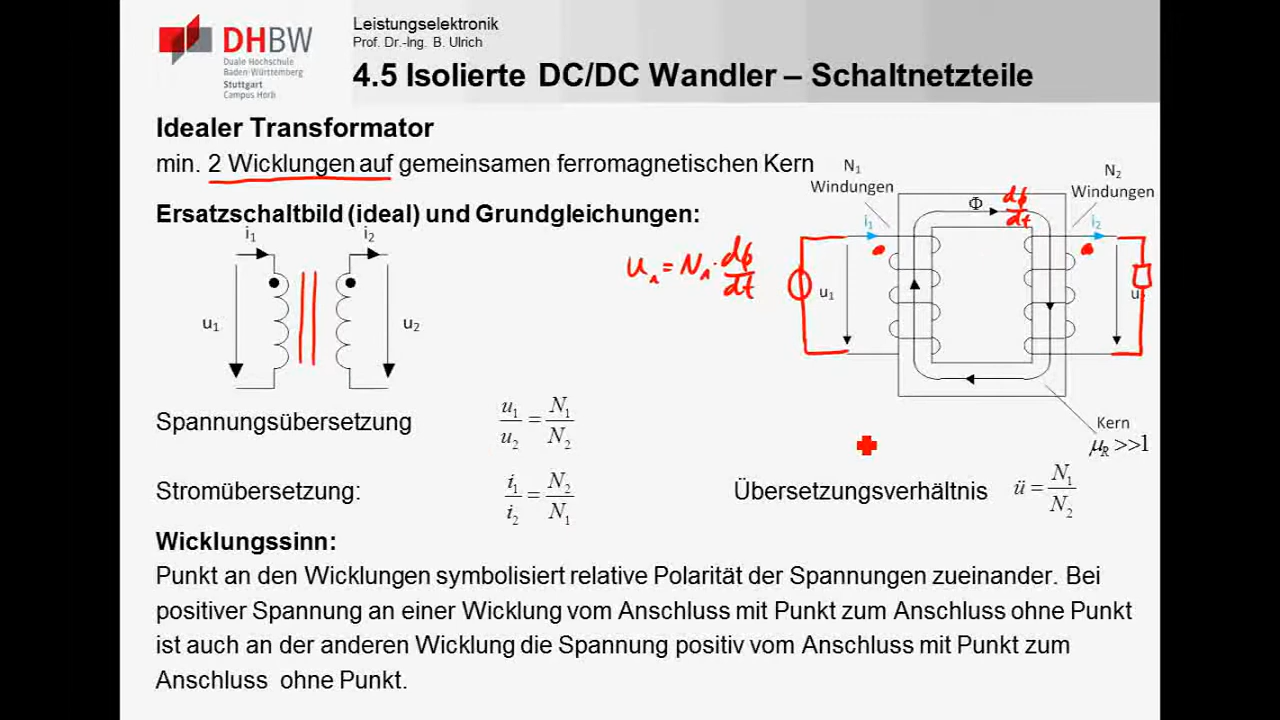 DHBW
Duale Hochschule
Baden-Württemberg
Stuttgart
Campus Horb
Leistungselektronik
Prof. Dr.-Ing. B. Ulrich
4.5 Isolierte DC/DC Wandler – Schaltnetzteile
Idealer Transformator
min. 2 Wicklungen auf gemeinsamen ferromagnetischen Kern
Ersatzschaltbild (ideal) und Grundgleichungen:
i₁ i₂
u₁ u₂
u₁ = N₁ · dϕ/dt
N₁
Windungen
N₂
Windungen
Φ dϕ/dt
i₁ i₂
u₁ u
Kern
μR >>1
Spannungsübersetzung u₁/u₂ = N₁/N₂
Stromübersetzung: i₁/i₂ = N₂/N₁
Übersetzungsverhältnis ü = N₁/N₂
Wicklungssinn:
Punkt an den Wicklungen symbolisiert relative Polarität der Spannungen zueinander. Bei
positiver Spannung an einer Wicklung vom Anschluss mit Punkt zum Anschluss ohne Punkt
ist auch an der anderen Wicklung die Spannung positiv vom Anschluss mit Punkt zum
Anschluss ohne Punkt.